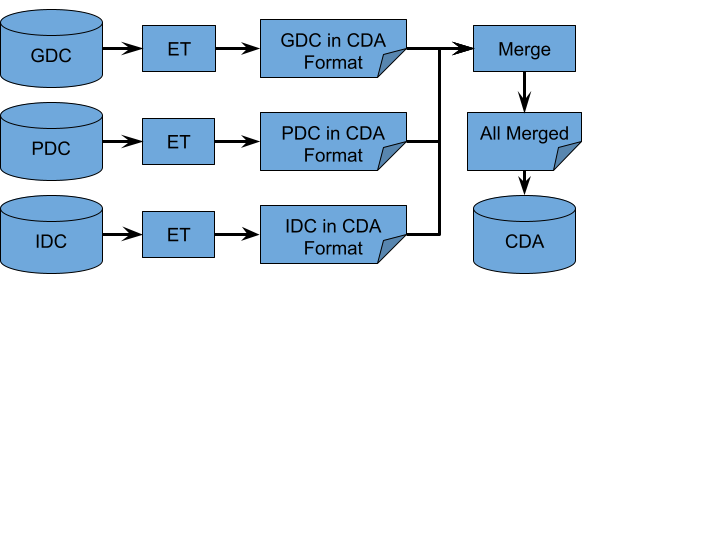 GDC
ET
GDC in CDA
Format
Merge
PDC
ET
PDC in CDA
Format
All Merged
IDC
ET
IDC in CDA
Format
CDA